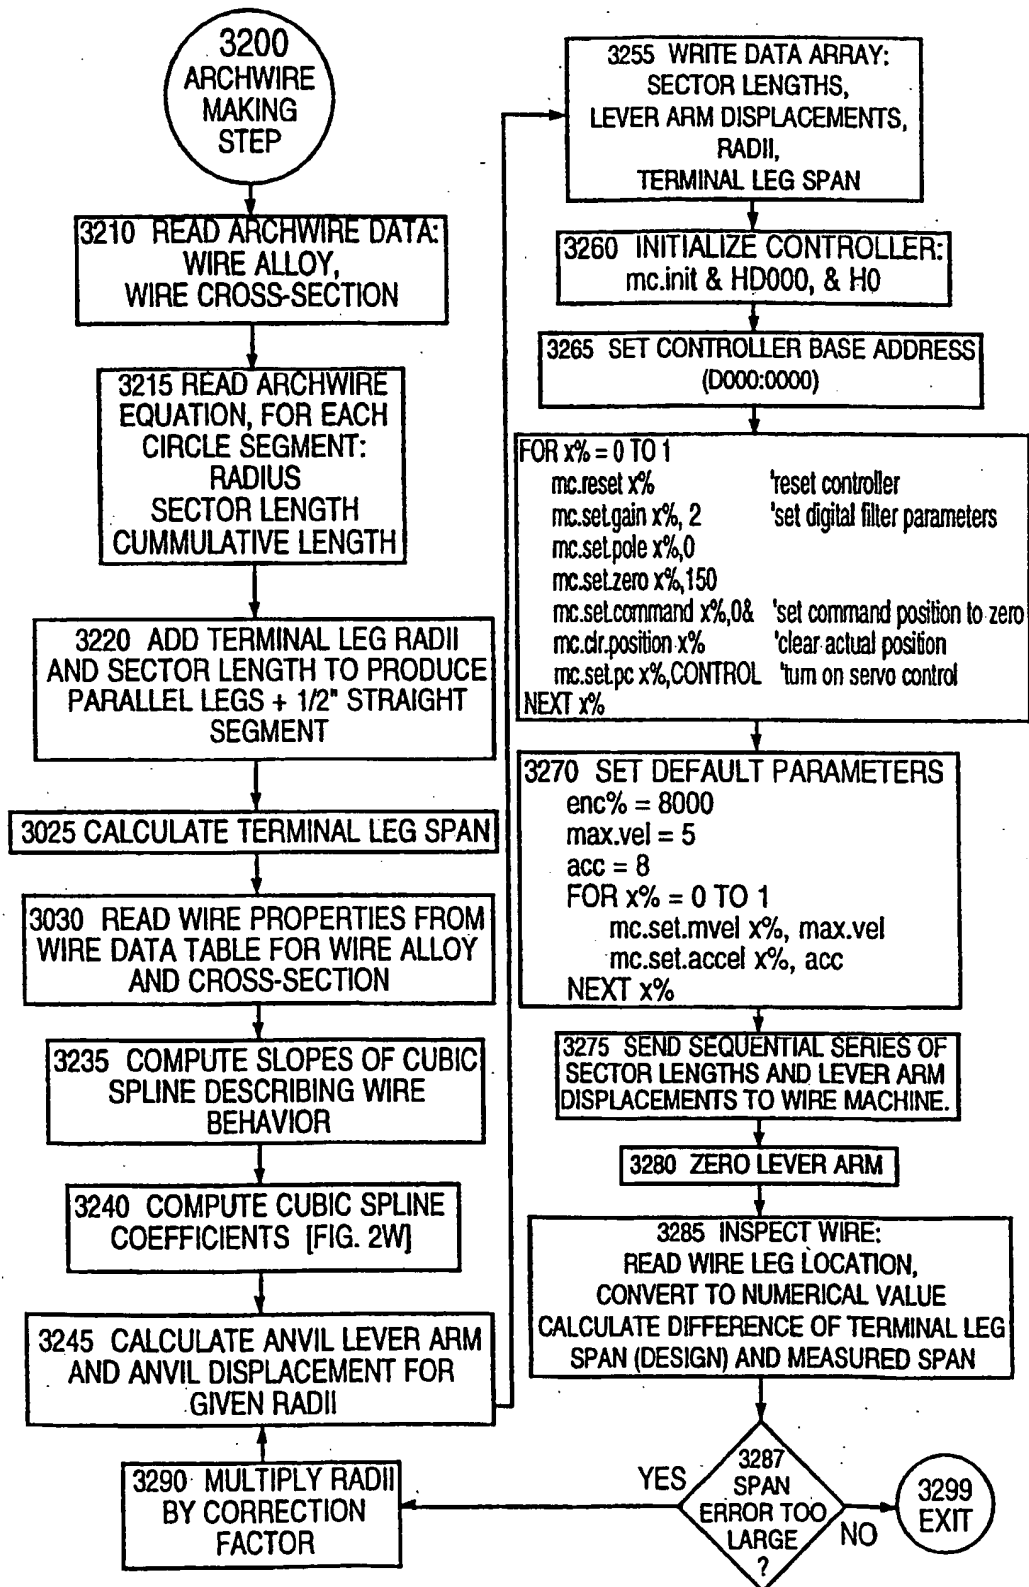 3200
ARCHWIRE
MAKING
STEP
3210 READ ARCHWIRE DATA:
WIRE ALLOY,
WIRE CROSS-SECTION
3215 READ ARCHWIRE
EQUATION, FOR EACH
CIRCLE SEGMENT:
RADIUS
SECTOR LENGTH
CUMMULATIVE LENGTH
3220 ADD TERMINAL LEG RADII
AND SECTOR LENGTH TO PRODUCE
PARALLEL LEGS + 1/2" STRAIGHT
SEGMENT
3025 CALCULATE TERMINAL LEG SPAN
3030 READ WIRE PROPERTIES FROM
WIRE DATA TABLE FOR WIRE ALLOY
AND CROSS-SECTION
3235 COMPUTE SLOPES OF CUBIC
SPLINE DESCRIBING WIRE
BEHAVIOR
3240 COMPUTE CUBIC SPLINE
COEFFICIENTS [FIG. 2W]
3245 CALCULATE ANVIL LEVER ARM
AND ANVIL DISPLACEMENT FOR
GIVEN RADII
3290 MULTIPLY RADII
BY CORRECTION
FACTOR
3255 WRITE DATA ARRAY:
SECTOR LENGTHS,
LEVER ARM DISPLACEMENTS,
RADII,
TERMINAL LEG SPAN
3260 INITIALIZE CONTROLLER:
mc.init & HD000, & H0
3265 SET CONTROLLER BASE ADDRESS
(D000:0000)
FOR x% = 0 TO 1
mc.reset x% 'reset controller
mc.set.gain x%, 2 'set digital filter parameters
mc.set.pole x%,0
mc.set.zero x%,150
mc.set.command x%,0& 'set command position to zero
mc.clr.position x% 'clear actual position
mc.set.pc x%,CONTROL 'turn on servo control
NEXT x%
3270 SET DEFAULT PARAMETERS
enc% = 8000
max.vel = 5
acc = 8
FOR x% = 0 TO 1
mc.set.mvel x%, max.vel
mc.set.accel x%, acc
NEXT x%
3275 SEND SEQUENTIAL SERIES OF
SECTOR LENGTHS AND LEVER ARM
DISPLACEMENTS TO WIRE MACHINE.
3280 ZERO LEVER ARM
3285 INSPECT WIRE:
READ WIRE LEG LOCATION,
CONVERT TO NUMERICAL VALUE
CALCULATE DIFFERENCE OF TERMINAL LEG
SPAN (DESIGN) AND MEASURED SPAN
3287
SPAN
ERROR TOO
LARGE
?
YES
NO
3299
EXIT